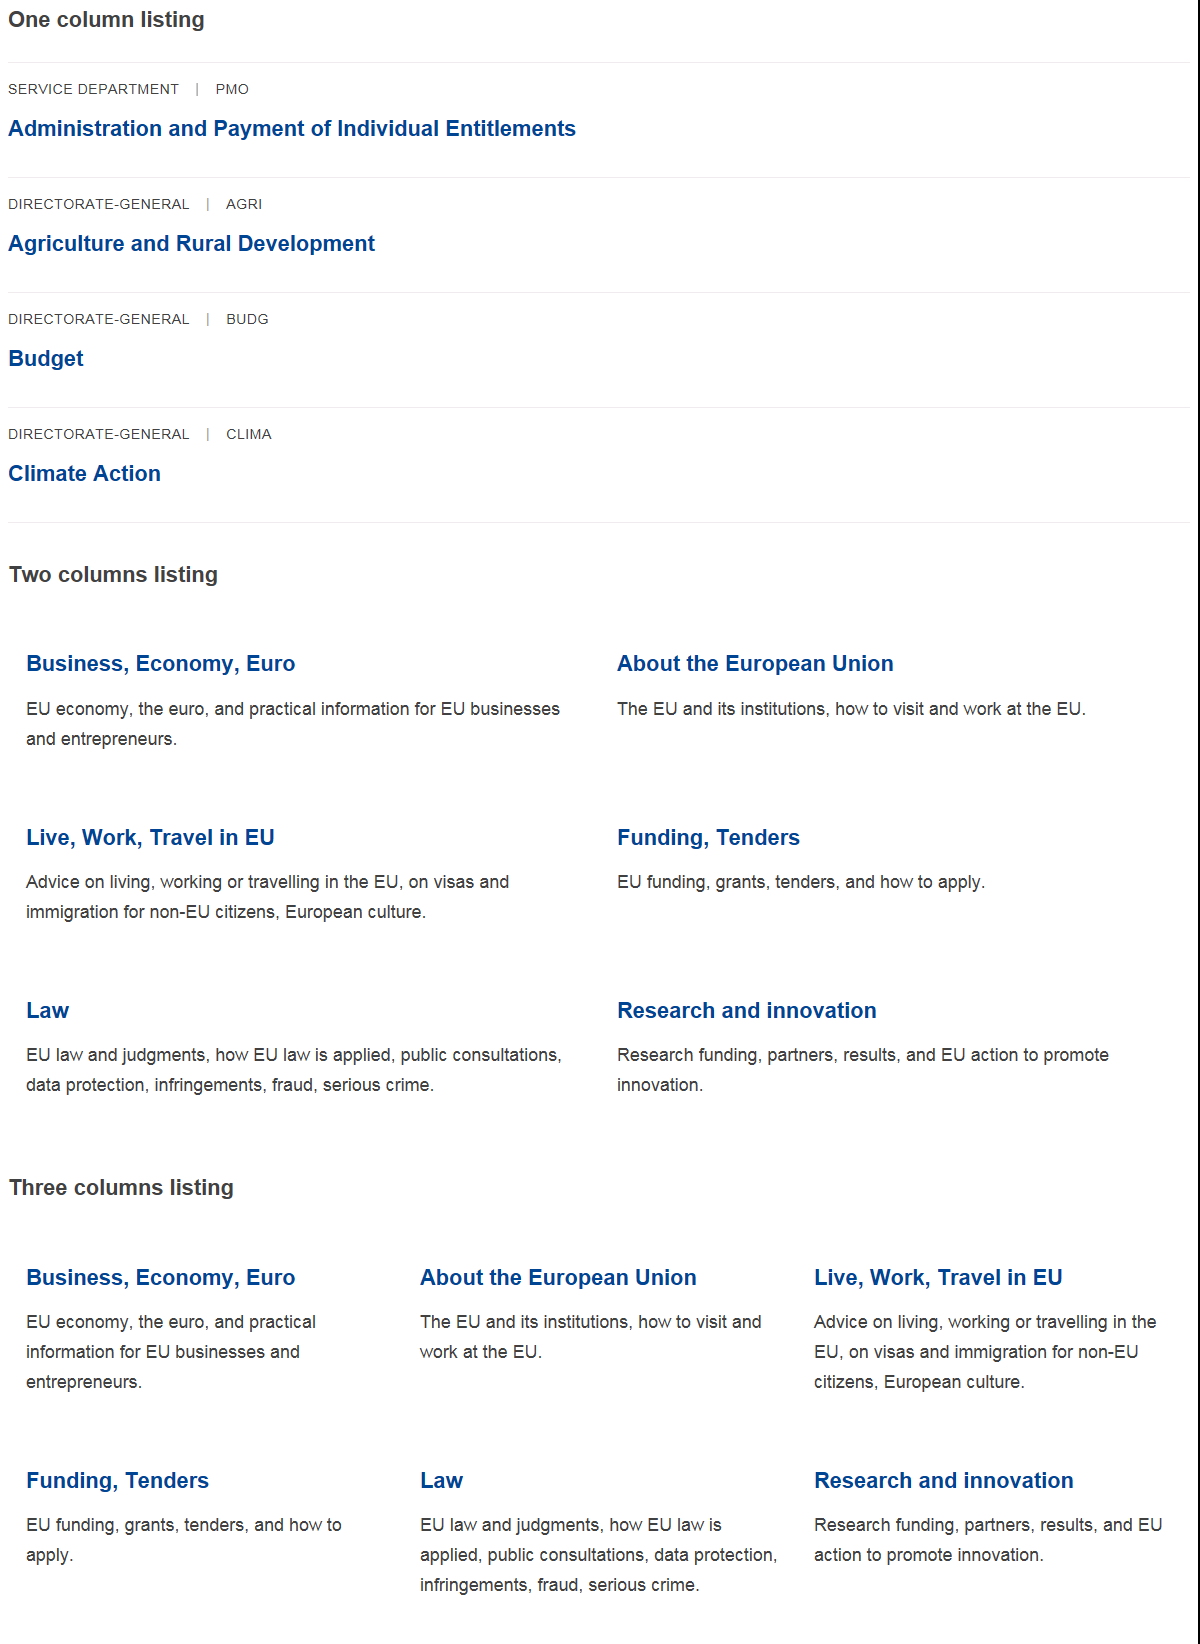 One column listing
SERVICE DEPARTMENT | PMO
Administration and Payment of Individual Entitlements
DIRECTORATE-GENERAL | AGRI
Agriculture and Rural Development
DIRECTORATE-GENERAL | BUDG
Budget
DIRECTORATE-GENERAL | CLIMA
Climate Action
Two columns listing
Business, Economy, Euro
EU economy, the euro, and practical information for EU businesses
and entrepreneurs.
About the European Union
The EU and its institutions, how to visit and work at the EU.
Live, Work, Travel in EU
Advice on living, working or travelling in the EU, on visas and
immigration for non-EU citizens, European culture.
Funding, Tenders
EU funding, grants, tenders, and how to apply.
Law
EU law and judgments, how EU law is applied, public consultations,
data protection, infringements, fraud, serious crime.
Research and innovation
Research funding, partners, results, and EU action to promote
innovation.
Three columns listing
Business, Economy, Euro
EU economy, the euro, and practical
information for EU businesses and
entrepreneurs.
About the European Union
The EU and its institutions, how to visit and
work at the EU.
Live, Work, Travel in EU
Advice on living, working or travelling in the
EU, on visas and immigration for non-EU
citizens, European culture.
Funding, Tenders
EU funding, grants, tenders, and how to
apply.
Law
EU law and judgments, how EU law is
applied, public consultations, data protection,
infringements, fraud, serious crime.
Research and innovation
Research funding, partners, results, and EU
action to promote innovation.